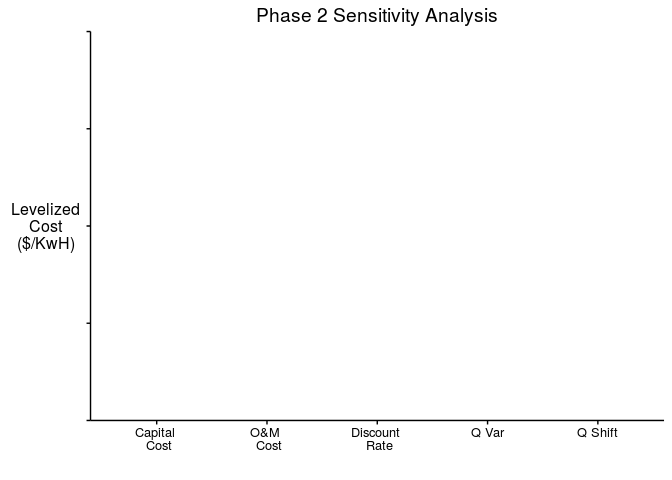 Phase 2 Sensitivity Analysis
Levelized
Cost
($/KwH)
Capital
Cost
O&M
Cost
Discount
Rate
Q Var
Q Shift